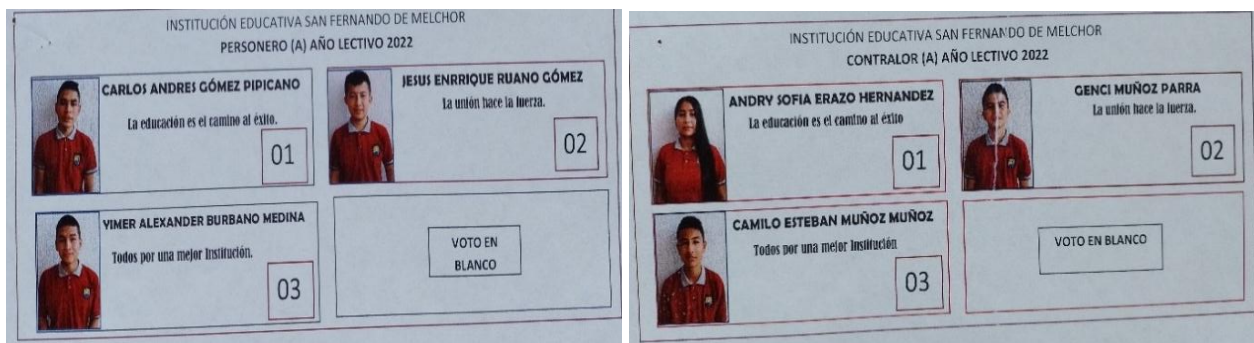 INSTITUCIÓN EDUCATIVA SAN FERNANDO DE MELCHOR
PERSONERO (A) AÑO LECTIVO 2022
CARLOS ANDRES GÓMEZ PIPICANO
La educación es el camino al éxito.
01
JESUS ENRRIQUE RUANO GÓMEZ
La unión hace la fuerza.
02
YIMER ALEXANDER BURBANO MEDINA
Todos por una mejor Institución.
03
VOTO EN
BLANCO
INSTITUCIÓN EDUCATIVA SAN FERNANDO DE MELCHOR
CONTRALOR (A) AÑO LECTIVO 2022
ANDRY SOFIA ERAZO HERNANDEZ
La educación es el camino al éxito
01
GENCI MUÑOZ PARRA
La unión hace la fuerza.
02
CAMILO ESTEBAN MUÑOZ MUÑOZ
Todos por una mejor Institución
03
VOTO EN BLANCO